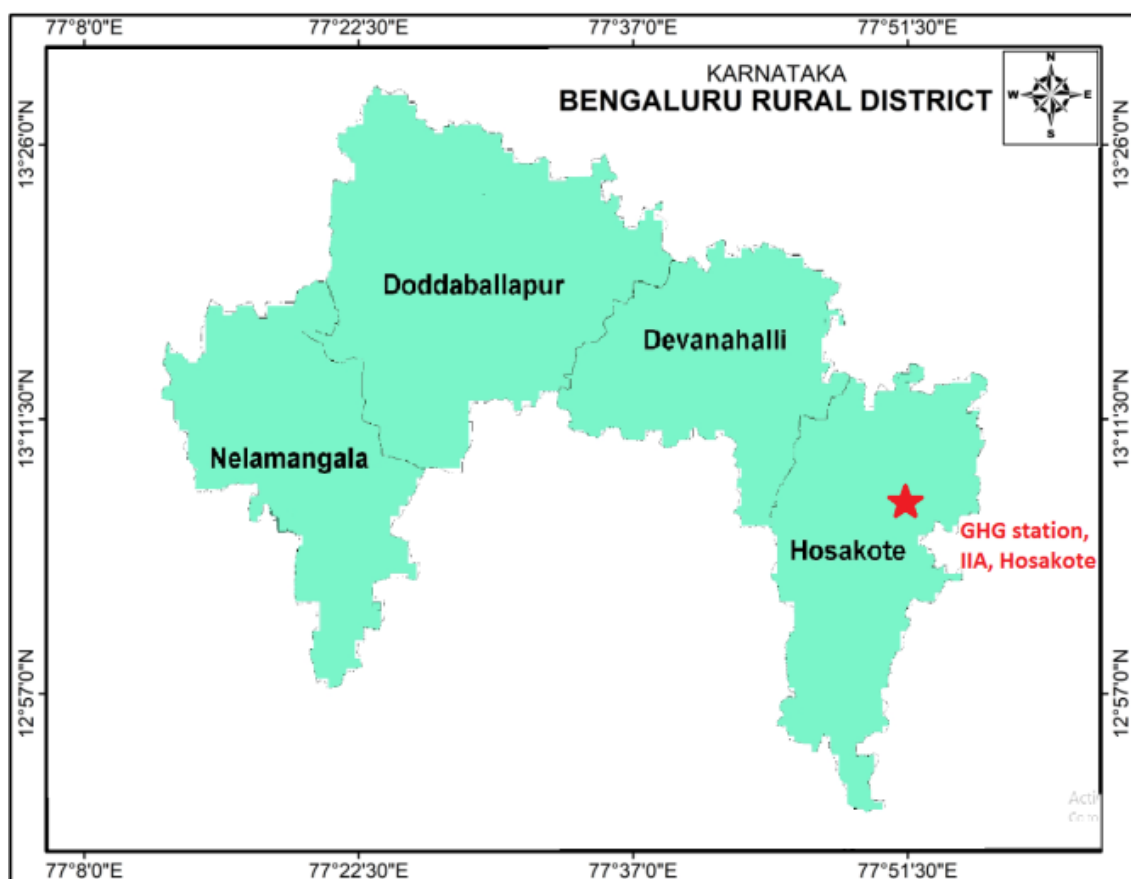 77°8'0"E 77°22'30"E 77°37'0"E 77°51'30"E
KARNATAKA
BENGALURU RURAL DISTRICT
N
W E
S
13°26'0"N 13°26'0"N
Doddaballapur
Devanahalli
13°11'30"N 13°11'30"N
Nelamangala
GHG station,
Hosakote
IIA, Hosakote
12°57'0"N 12°57'0"N
77°8'0"E 77°22'30"E 77°37'0"E 77°51'30"E